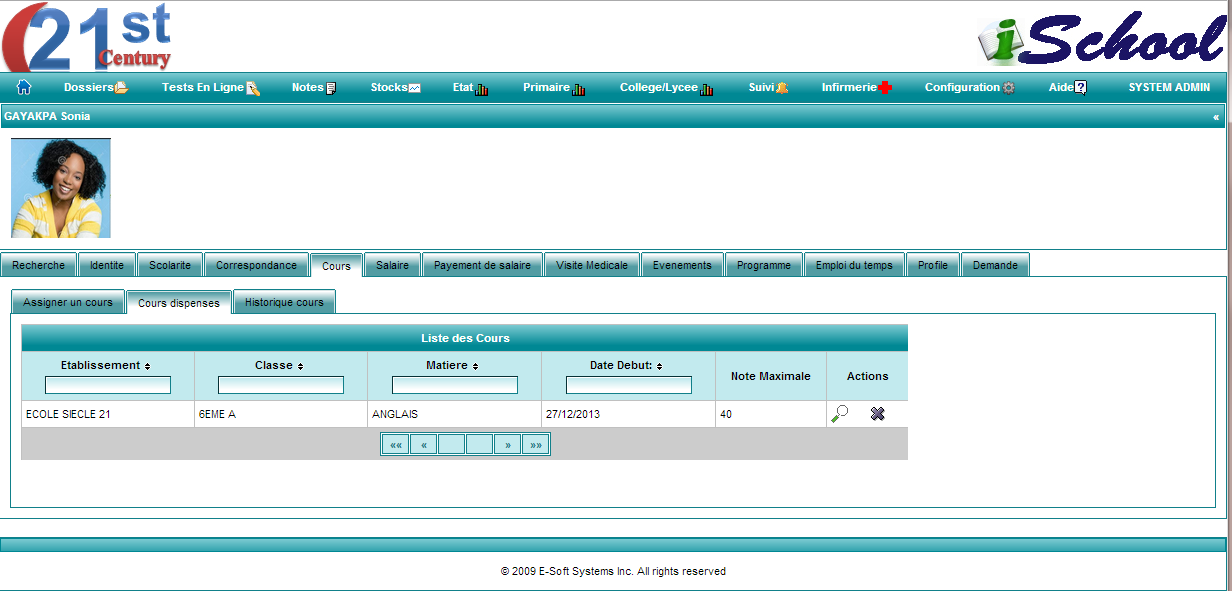 21st Century
iSchool
Dossiers Tests En Ligne Notes Stocks Etat Primaire College/Lycee Suivi Infirmerie Configuration Aide ? SYSTEM ADMIN
GAYAKPA Sonia «
Recherche Identite Scolarite Correspondance Cours Salaire Payement de salaire Visite Medicale Evenements Programme Emploi du temps Profile Demande
Assigner un cours Cours dispenses Historique cours
Liste des Cours
Etablissement Classe Matiere Date Debut: Note Maximale Actions
ECOLE SIECLE 21 6EME A ANGLAIS 27/12/2013 40
«« « » »»
© 2009 E-Soft Systems Inc. All rights reserved